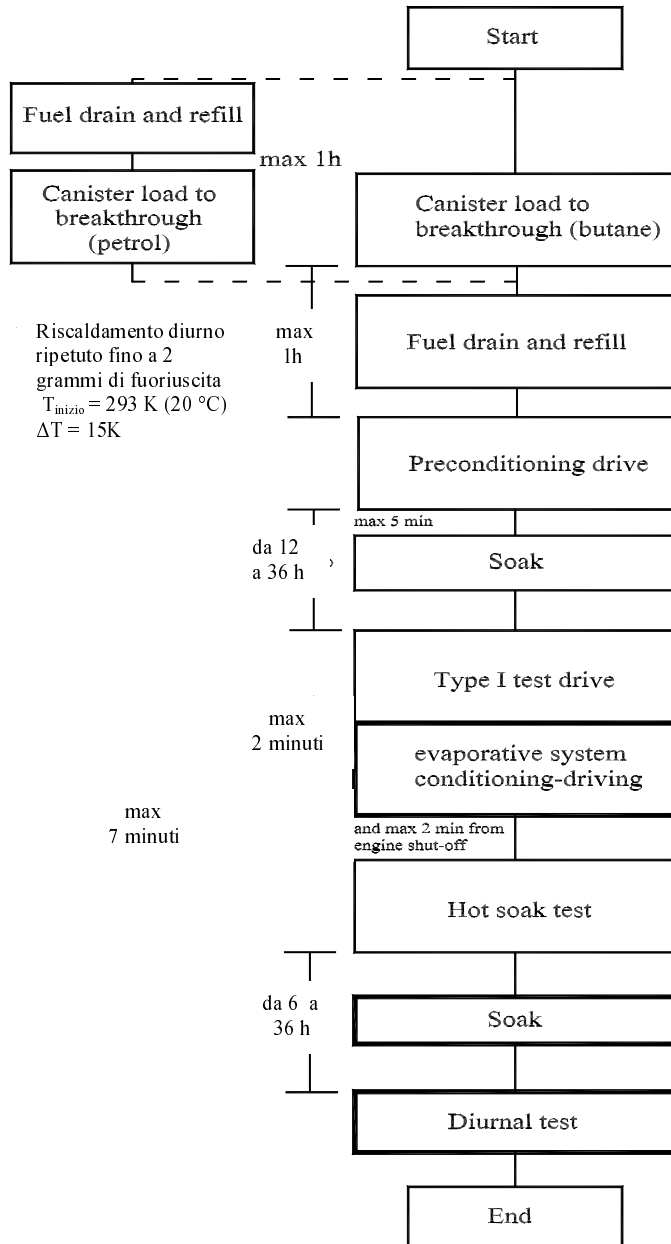 Start
Fuel drain and refill
max 1h
Canister load to
breakthrough
(petrol)
Canister load to
breakthrough (butane)
Riscaldamento diurno
ripetuto fino a 2
grammi di fuoriuscita
Tinizio = 293 K (20 °C)
ΔT = 15K
max
1h
Fuel drain and refill
Preconditioning drive
max 5 min
da 12
a 36 h
Soak
Type I test drive
max
2 minuti
evaporative system
conditioning-driving
max
7 minuti
and max 2 min from
engine shut-off
Hot soak test
da 6 a
36 h
Soak
Diurnal test
End